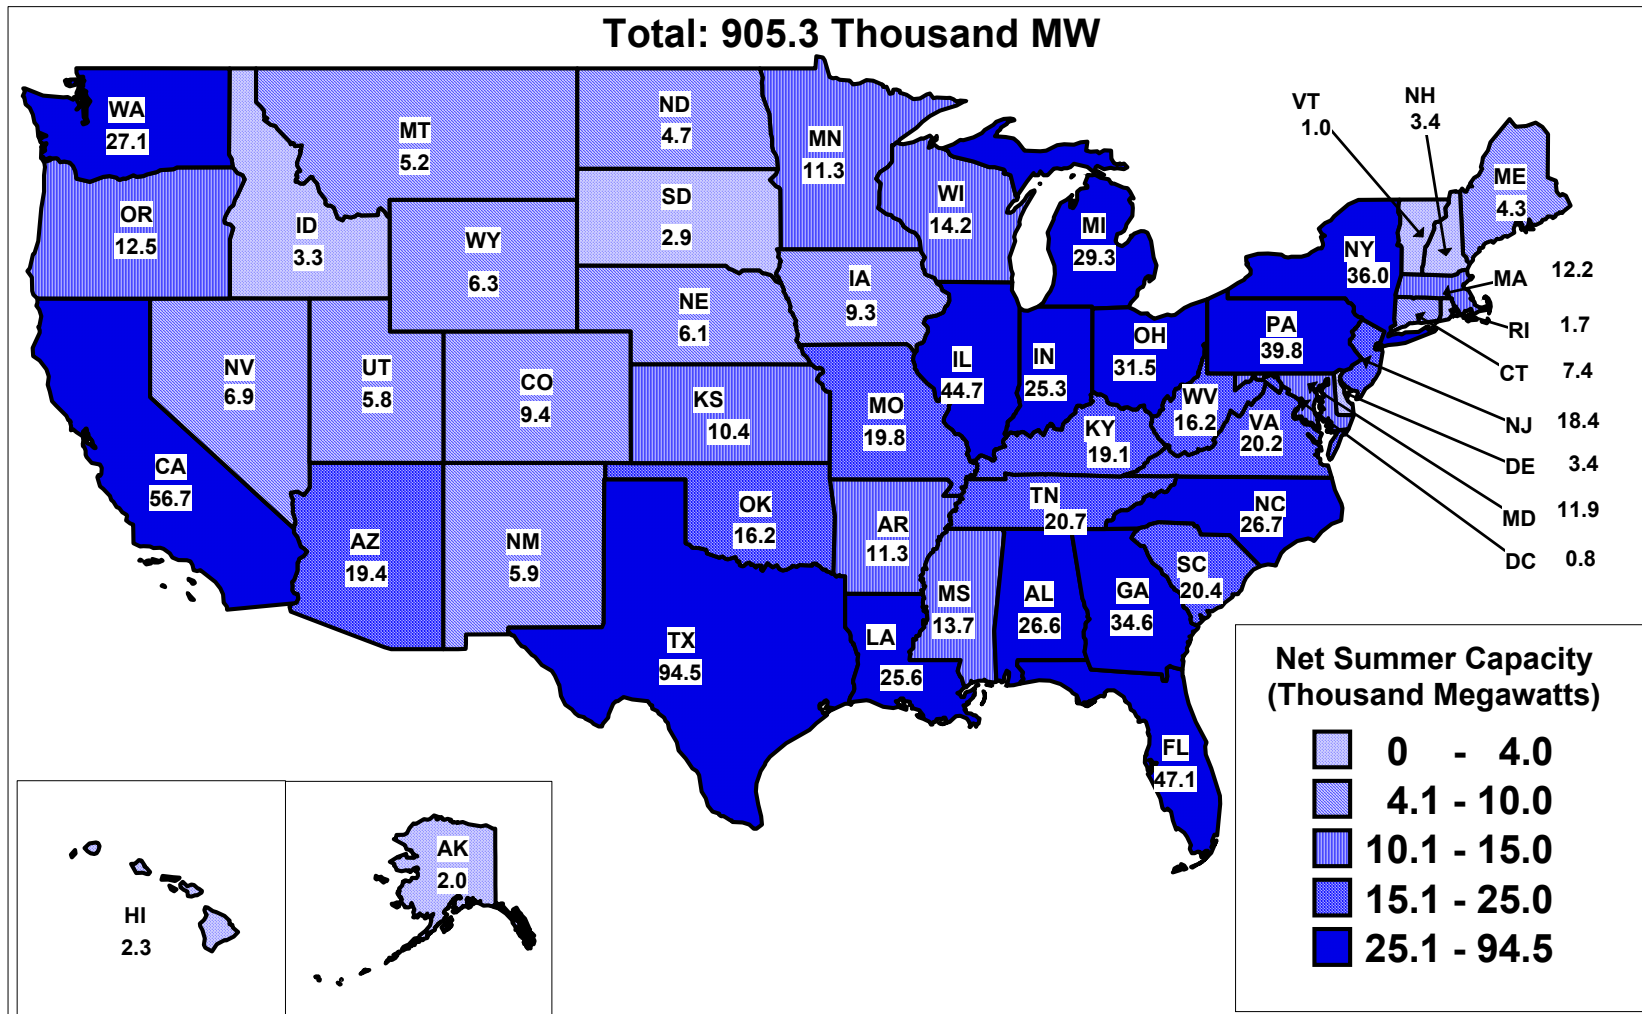 Total: 905.3 Thousand MW
WA
27.1
MT
5.2
ND
4.7
MN
11.3
VT
1.0
NH
3.4
ME
4.3
OR
12.5
ID
3.3
WY
6.3
SD
2.9
WI
14.2
MI
29.3
NY
36.0
MA 12.2
RI 1.7
CT 7.4
NJ 18.4
DE 3.4
MD 11.9
DC 0.8
NV
6.9
UT
5.8
CO
9.4
NE
6.1
IA
9.3
KS
10.4
MO
19.8
IL
44.7
IN
25.3
OH
31.5
PA
39.8
WV
16.2
VA
20.2
KY
19.1
CA
56.7
AZ
19.4
NM
5.9
OK
16.2
AR
11.3
TN
20.7
NC
26.7
SC
20.4
MS
13.7
AL
26.6
GA
34.6
TX
94.5
LA
25.6
FL
47.1
HI
2.3
AK
2.0
Net Summer Capacity
(Thousand Megawatts)
0 - 4.0
4.1 - 10.0
10.1 - 15.0
15.1 - 25.0
25.1 - 94.5